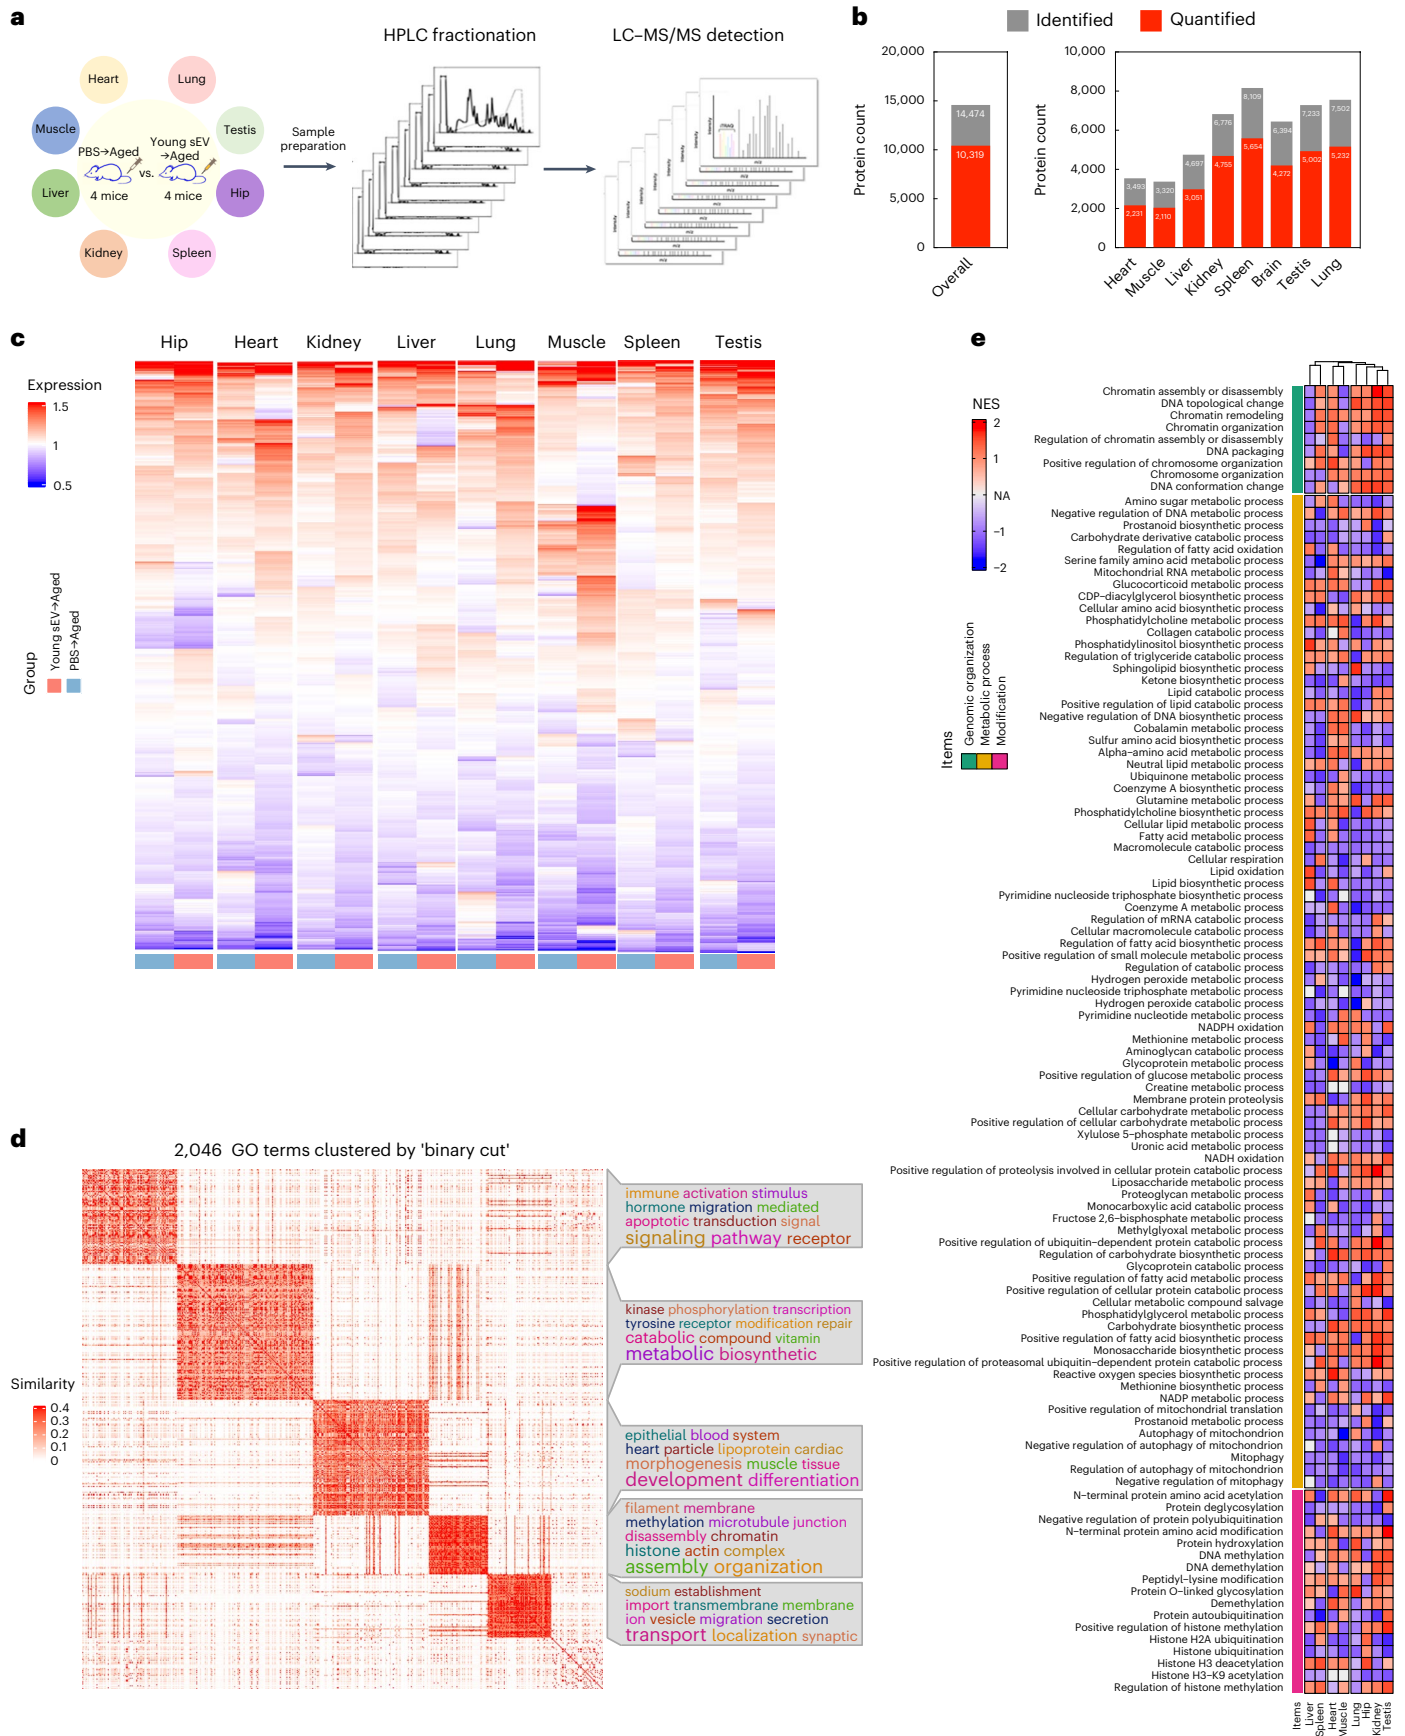 a
HPLC fractionation
LC–MS/MS detection
Heart
Lung
Muscle
Testis
PBS→Aged
Young sEV
→Aged
vs.
4 mice
4 mice
Liver
Hip
Kidney
Spleen
Sample
preparation
b
Identified
Quantified
Protein count
20,000
15,000
10,000
5,000
0
14,474
10,319
Overall
Protein count
10,000
8,000
6,000
4,000
2,000
0
3,493
2,231
3,320
2,110
4,697
3,051
6,776
4,755
8,109
5,654
6,394
4,272
7,233
5,002
7,502
5,232
Heart
Muscle
Liver
Kidney
Spleen
Brain
Testis
Lung
c
Hip
Heart
Kidney
Liver
Lung
Muscle
Spleen
Testis
Expression
1.5
1
0.5
Group
Young sEV→Aged
PBS→Aged
d
2,046 GO terms clustered by 'binary cut'
Similarity
0.4
0.3
0.2
0.1
0
immune activation stimulus
hormone migration mediated
apoptotic transduction signal
signaling pathway receptor
kinase phosphorylation transcription
tyrosine receptor modification repair
catabolic compound vitamin
metabolic biosynthetic
epithelial blood system
heart particle lipoprotein cardiac
morphogenesis muscle tissue
development differentiation
filament membrane
methylation microtubule junction
disassembly chromatin
histone actin complex
assembly organization
sodium establishment
import transmembrane membrane
ion vesicle migration secretion
transport localization synaptic
e
NES
2
1
NA
−1
−2
Items
Genomic organization
Metabolic process
Modification
Chromatin assembly or disassembly
DNA topological change
Chromatin remodeling
Chromatin organization
Regulation of chromatin assembly or disassembly
DNA packaging
Positive regulation of chromosome organization
Chromosome organization
DNA conformation change
Amino sugar metabolic process
Negative regulation of DNA metabolic process
Prostanoid biosynthetic process
Carbohydrate derivative catabolic process
Regulation of fatty acid oxidation
Serine family amino acid metabolic process
Mitochondrial RNA metabolic process
Glucocorticoid metabolic process
CDP–diacylglycerol biosynthetic process
Cellular amino acid biosynthetic process
Phosphatidylcholine metabolic process
Collagen catabolic process
Phosphatidylinositol biosynthetic process
Regulation of triglyceride catabolic process
Sphingolipid biosynthetic process
Ketone biosynthetic process
Lipid catabolic process
Positive regulation of lipid catabolic process
Negative regulation of DNA biosynthetic process
Cobalamin metabolic process
Sulfur amino acid biosynthetic process
Alpha–amino acid metabolic process
Neutral lipid metabolic process
Ubiquinone metabolic process
Coenzyme A biosynthetic process
Glutamine metabolic process
Phosphatidylcholine biosynthetic process
Cellular lipid metabolic process
Fatty acid metabolic process
Macromolecule catabolic process
Cellular respiration
Lipid oxidation
Lipid biosynthetic process
Pyrimidine nucleoside triphosphate biosynthetic process
Coenzyme A metabolic process
Regulation of mRNA catabolic process
Cellular macromolecule catabolic process
Regulation of fatty acid biosynthetic process
Positive regulation of small molecule metabolic process
Regulation of catabolic process
Hydrogen peroxide metabolic process
Pyrimidine nucleoside triphosphate metabolic process
Hydrogen peroxide catabolic process
Pyrimidine nucleotide metabolic process
NADPH oxidation
Methionine metabolic process
Aminoglycan catabolic process
Glycoprotein metabolic process
Positive regulation of glucose metabolic process
Creatine metabolic process
Membrane protein proteolysis
Cellular carbohydrate metabolic process
Positive regulation of cellular carbohydrate metabolic process
Xylulose 5–phosphate metabolic process
Uronic acid metabolic process
NADH oxidation
Positive regulation of proteolysis involved in cellular protein catabolic process
Liposaccharide metabolic process
Proteoglycan metabolic process
Monocarboxylic acid catabolic process
Fructose 2,6–bisphosphate metabolic process
Methylglyoxal metabolic process
Positive regulation of ubiquitin–dependent protein catabolic process
Regulation of carbohydrate biosynthetic process
Glycoprotein catabolic process
Positive regulation of fatty acid metabolic process
Positive regulation of cellular protein catabolic process
Cellular metabolic compound salvage
Phosphatidylglycerol metabolic process
Carbohydrate biosynthetic process
Positive regulation of fatty acid biosynthetic process
Monosaccharide biosynthetic process
Positive regulation of proteasomal ubiquitin–dependent protein catabolic process
Reactive oxygen species biosynthetic process
Methionine biosynthetic process
NADP metabolic process
Positive regulation of mitochondrial translation
Prostanoid metabolic process
Autophagy of mitochondrion
Negative regulation of autophagy of mitochondrion
Mitophagy
Regulation of autophagy of mitochondrion
Negative regulation of mitophagy
N–terminal protein amino acid acetylation
Protein deglycosylation
Negative regulation of protein polyubiquitination
N–terminal protein amino acid modification
Protein hydroxylation
DNA methylation
DNA demethylation
Peptidyl–lysine modification
Protein O–linked glycosylation
Demethylation
Protein autoubiquitination
Positive regulation of histone methylation
Histone H2A ubiquitination
Histone ubiquitination
Histone H3 deacetylation
Histone H3–K9 acetylation
Regulation of histone methylation
Items
Liver
Spleen
Heart
Muscle
Lung
Hip
Kidney
Testis